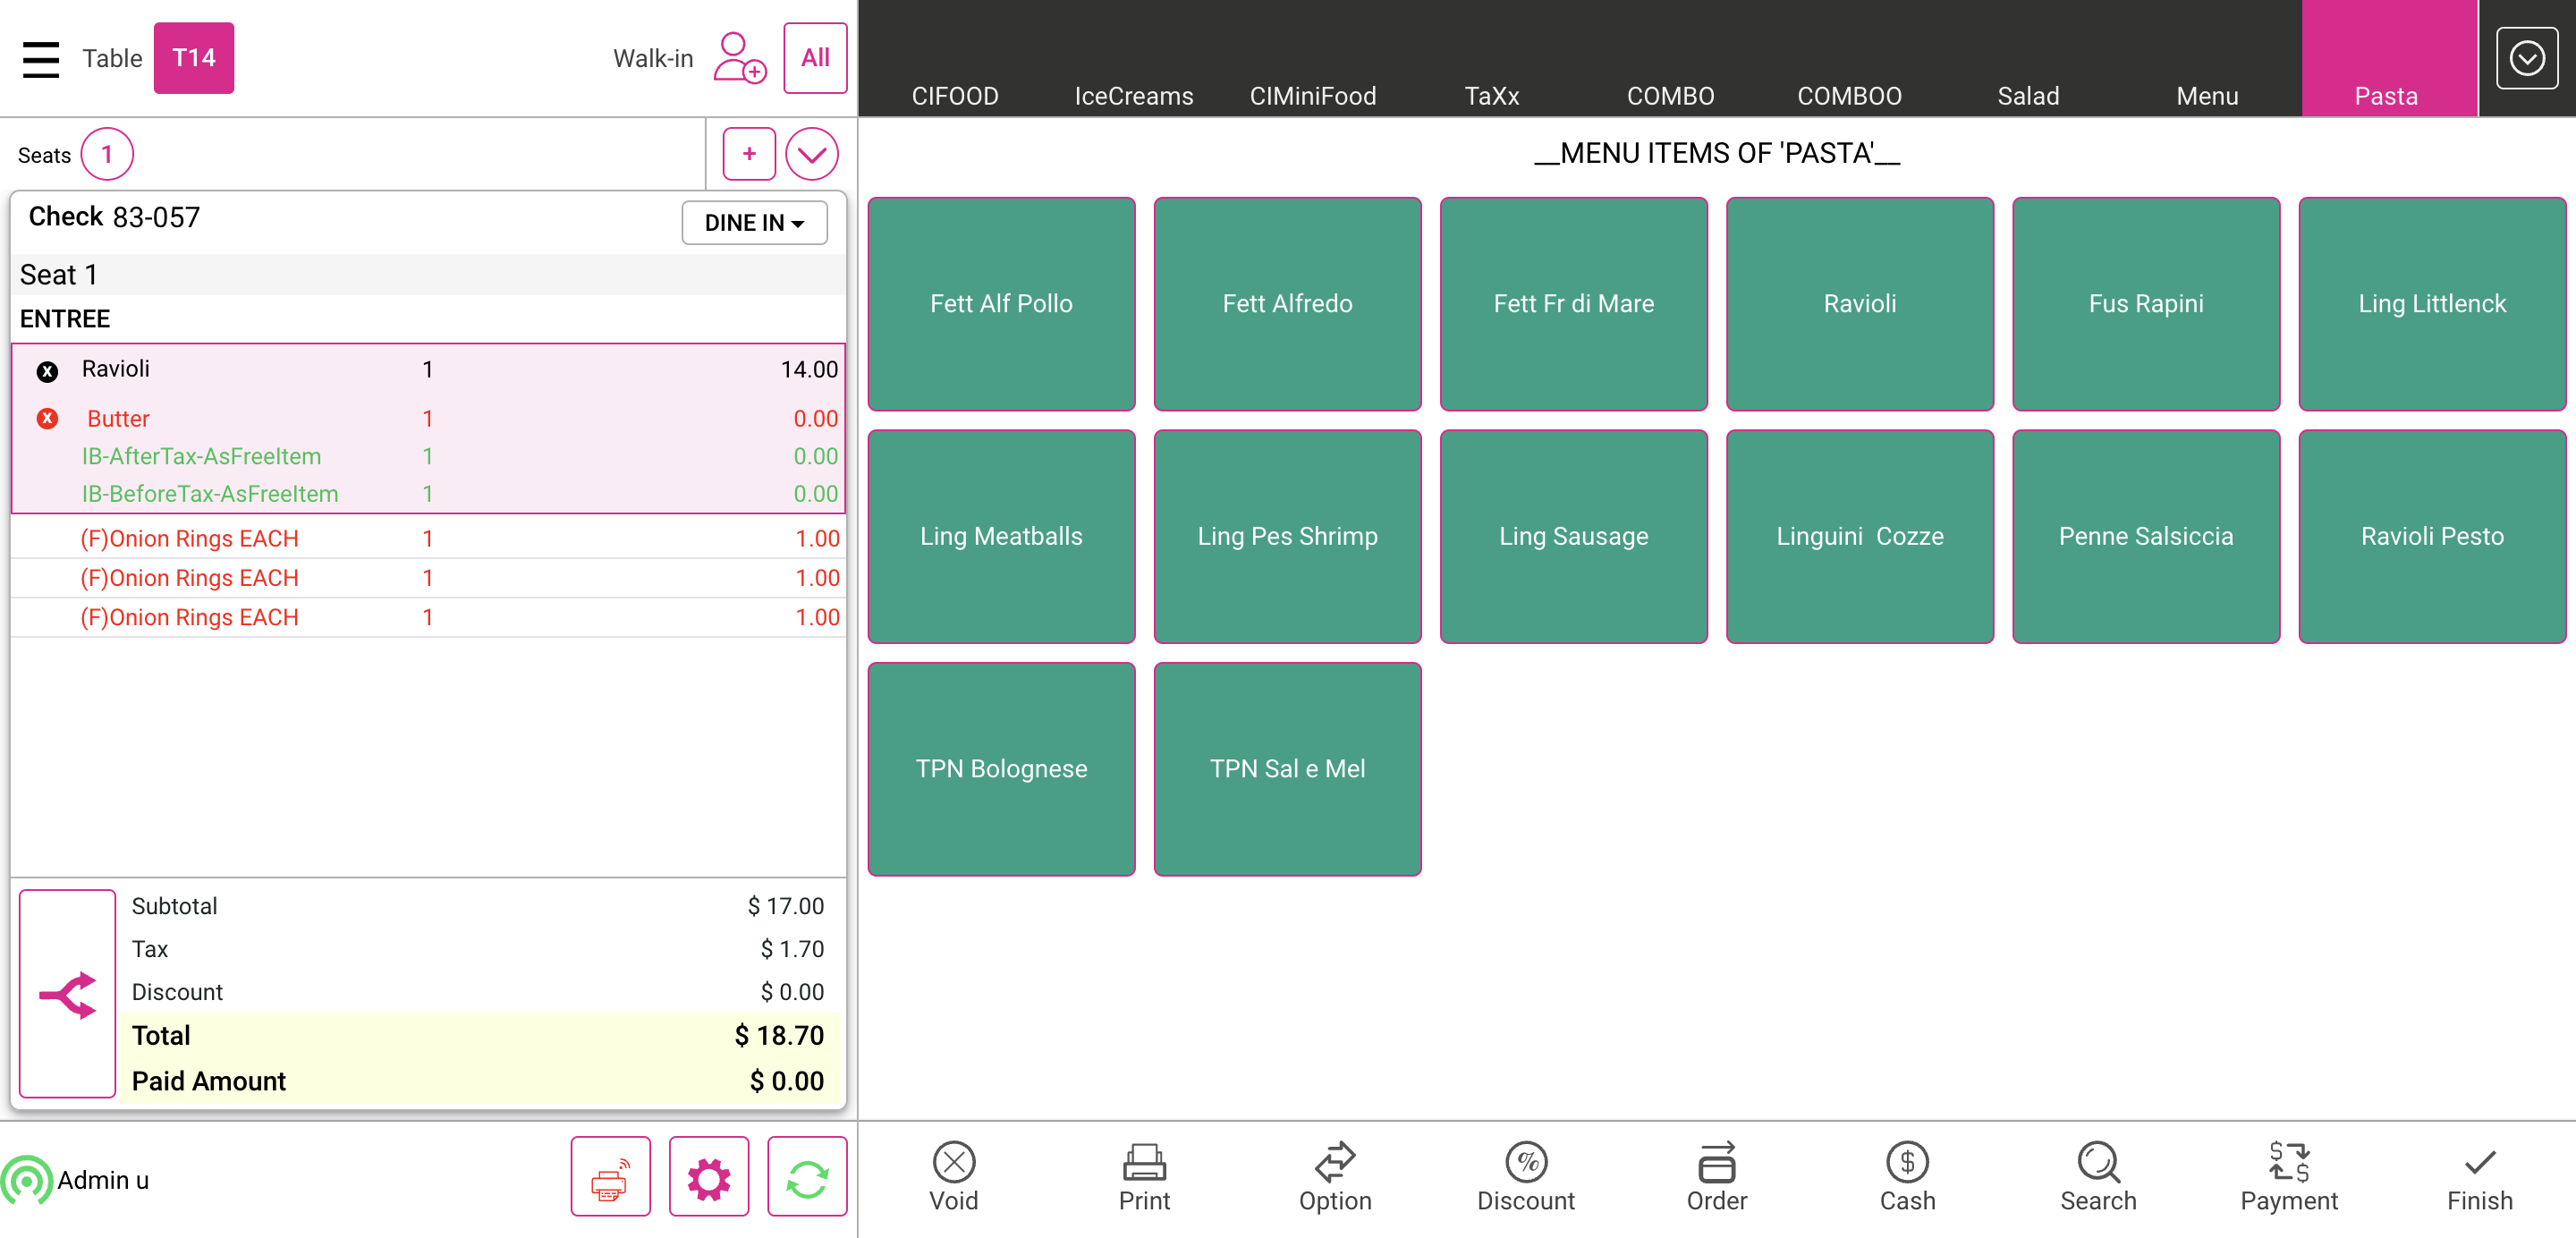 Table T14 Walk-in All
CIFOOD IceCreams CIMiniFood TaXx COMBO COMBOO Salad Menu Pasta
Seats 1 +
__MENU ITEMS OF 'PASTA'__
Check 83-057 DINE IN
Seat 1
ENTREE
x Ravioli 1 14.00
x Butter 1 0.00
IB-AfterTax-AsFreeItem 1 0.00
IB-BeforeTax-AsFreeItem 1 0.00
(F)Onion Rings EACH 1 1.00
(F)Onion Rings EACH 1 1.00
(F)Onion Rings EACH 1 1.00
Subtotal $ 17.00
Tax $ 1.70
Discount $ 0.00
Total $ 18.70
Paid Amount $ 0.00
Fett Alf Pollo Fett Alfredo Fett Fr di Mare Ravioli Fus Rapini Ling Littlenck
Ling Meatballs Ling Pes Shrimp Ling Sausage Linguini  Cozze Penne Salsiccia Ravioli Pesto
TPN Bolognese TPN Sal e Mel
Admin u
Void Print Option Discount Order Cash Search Payment Finish